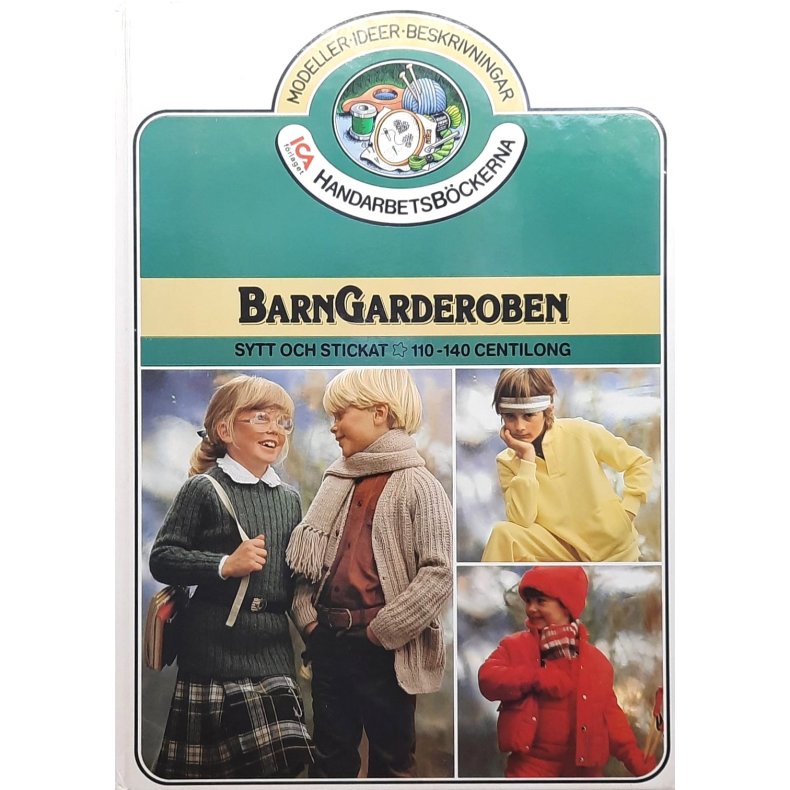 MODELLER·IDEER·BESKRIVNINGAR
ICA
förlaget
HANDARBETSBÖCKERNA
BARNGARDEROBEN
SYTT OCH STICKAT ☆ 110-140 CENTILONG